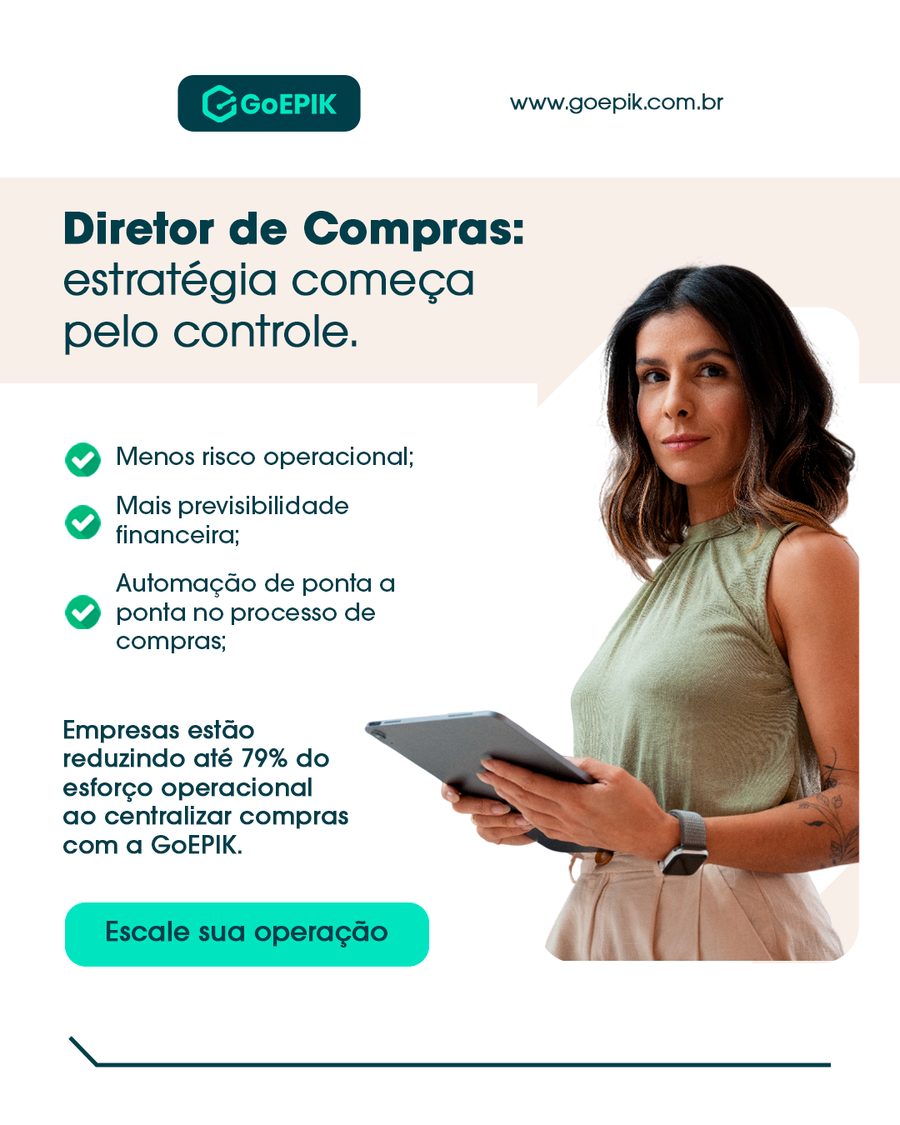 GoEPIK
www.goepik.com.br
Diretor de Compras:
estratégia começa
pelo controle.
Menos risco operacional;
Mais previsibilidade
financeira;
Automação de ponta a
ponta no processo de
compras;
Empresas estão
reduzindo até 79% do
esforço operacional
ao centralizar compras
com a GoEPIK.
Escale sua operação